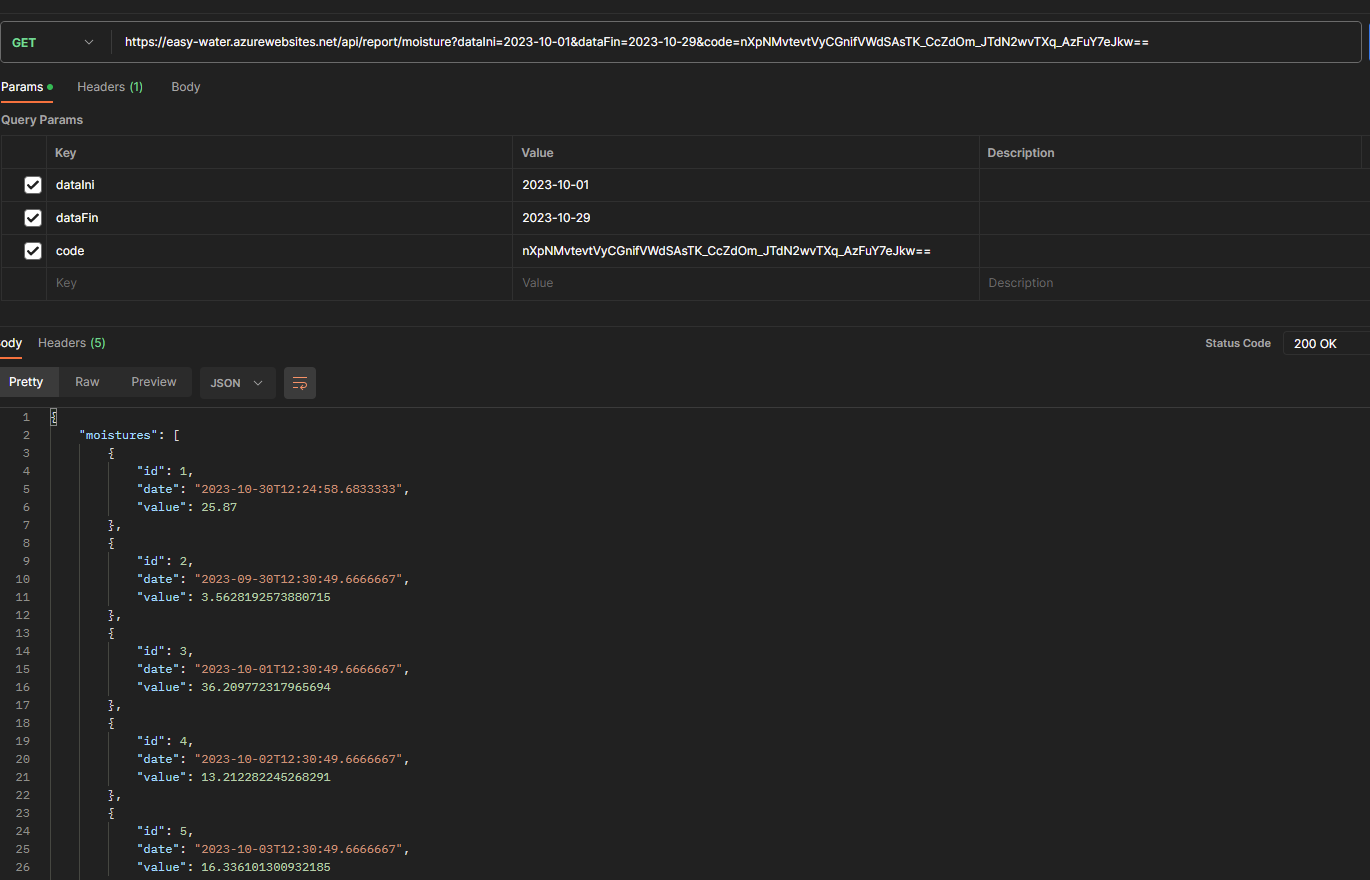 GET https://easy-water.azurewebsites.net/api/report/moisture?dataIni=2023-10-01&dataFin=2023-10-29&code=nXpNMvtevtVyCGnifVWdSAsTK_CcZdOm_JTdN2wvTXq_AzFuY7eJkw==
Params Headers (1) Body
Query Params
Key Value Description
dataIni 2023-10-01
dataFin 2023-10-29
code nXpNMvtevtVyCGnifVWdSAsTK_CcZdOm_JTdN2wvTXq_AzFuY7eJkw==
Key Value Description
ody Headers (5) Status Code 200 OK
Pretty Raw Preview JSON
1 {
2 "moistures": [
3 {
4 "id": 1,
5 "date": "2023-10-30T12:24:58.6833333",
6 "value": 25.87
7 },
8 {
9 "id": 2,
10 "date": "2023-09-30T12:30:49.6666667",
11 "value": 3.5628192573880715
12 },
13 {
14 "id": 3,
15 "date": "2023-10-01T12:30:49.6666667",
16 "value": 36.209772317965694
17 },
18 {
19 "id": 4,
20 "date": "2023-10-02T12:30:49.6666667",
21 "value": 13.212282245268291
22 },
23 {
24 "id": 5,
25 "date": "2023-10-03T12:30:49.6666667",
26 "value": 16.336101300932185